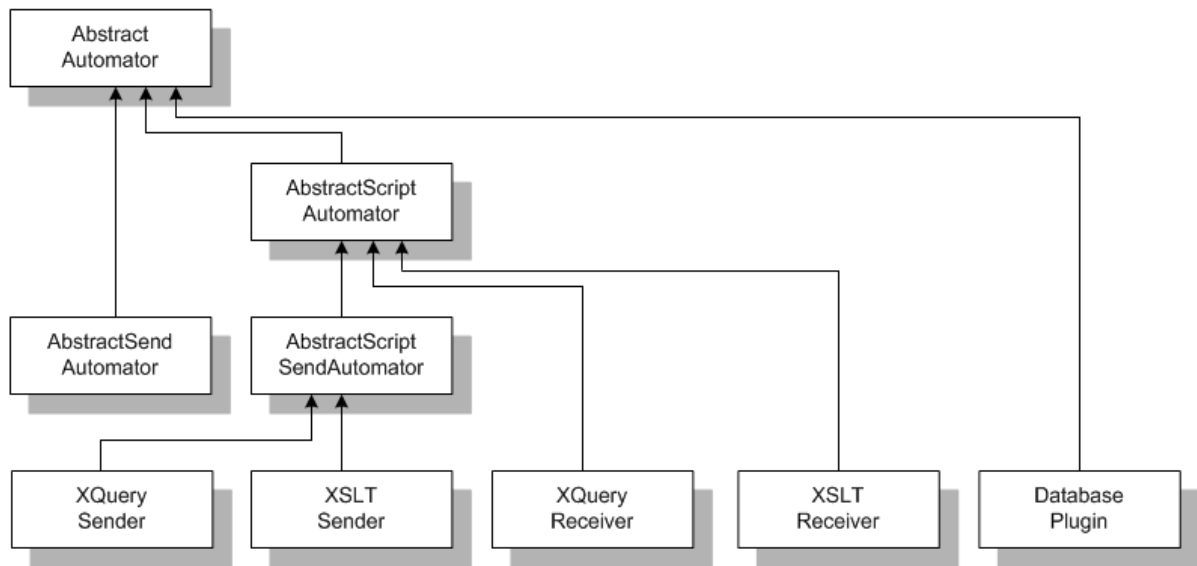 Abstract
Automator
AbstractScript
Automator
AbstractSend
Automator
AbstractScript
SendAutomator
XQuery
Sender
XSLT
Sender
XQuery
Receiver
XSLT
Receiver
Database
Plugin